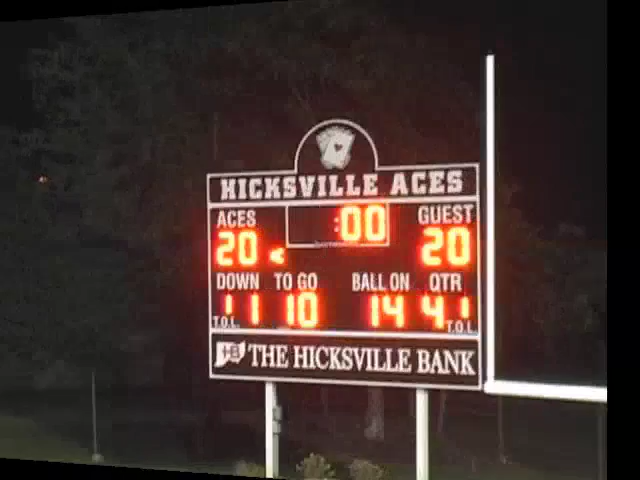 HICKSVILLE ACES
ACES :00 GUEST
20 < 20
DOWN TO GO BALL ON QTR
' 1 10 14 4 '
T.O.L. T.O.L.
HB THE HICKSVILLE BANK